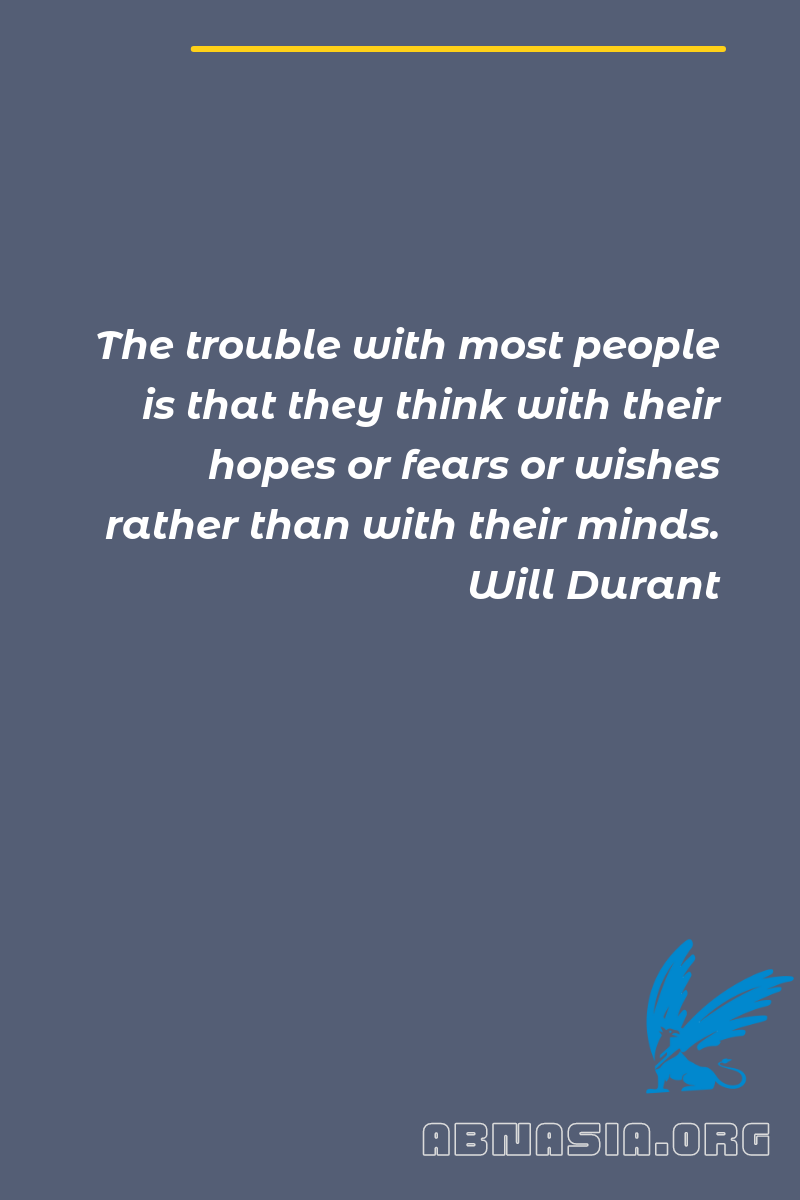 The trouble with most people
is that they think with their
hopes or fears or wishes
rather than with their minds.
Will Durant
ABNASIA.ORG